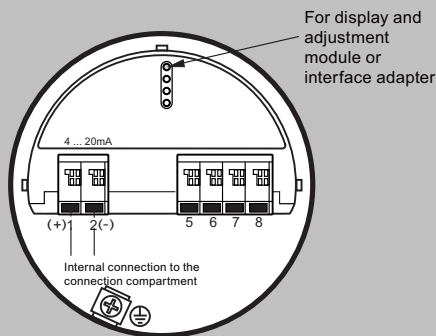 For display and
adjustment
module or
interface adapter
4 ... 20mA
(+)1 2(-) 5 6 7 8
Internal connection to the
connection compartment